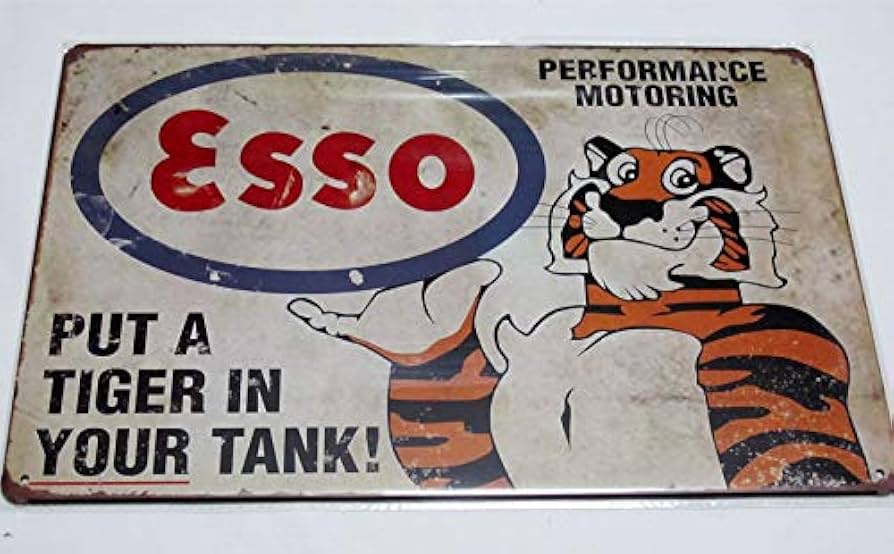 Esso
PERFORMANCE
MOTORING
PUT A
TIGER IN
YOUR TANK!